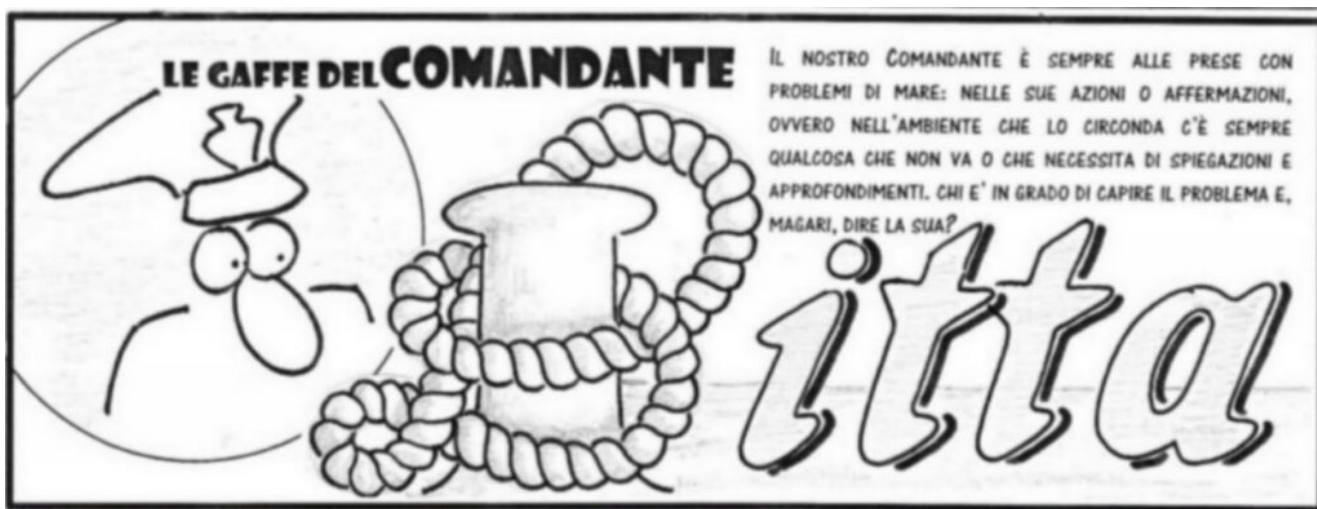 LE GAFFE DEL COMANDANTE
IL NOSTRO COMANDANTE È SEMPRE ALLE PRESE CON
PROBLEMI DI MARE: NELLE SUE AZIONI O AFFERMAZIONI,
OVVERO NELL'AMBIENTE CHE LO CIRCONDA C'È SEMPRE
QUALCOSA CHE NON VA O CHE NECESSITA DI SPIEGAZIONI E
APPROFONDIMENTI. CHI E' IN GRADO DI CAPIRE IL PROBLEMA E,
MAGARI, DIRE LA SUA?
Bitta